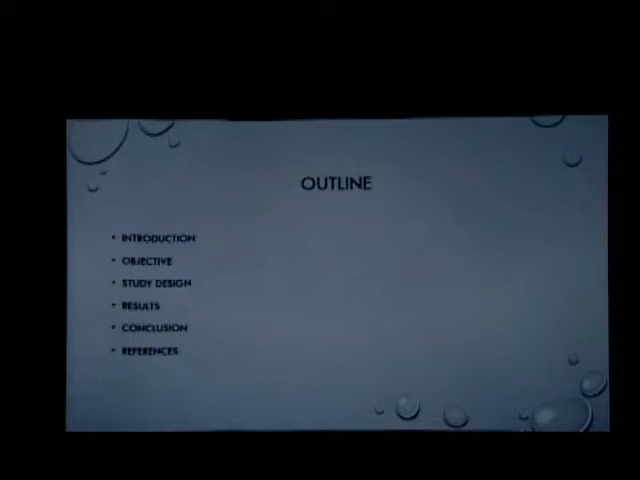 OUTLINE
• INTRODUCTION
• OBJECTIVE
• STUDY DESIGN
• RESULTS
• CONCLUSION
• REFERENCES